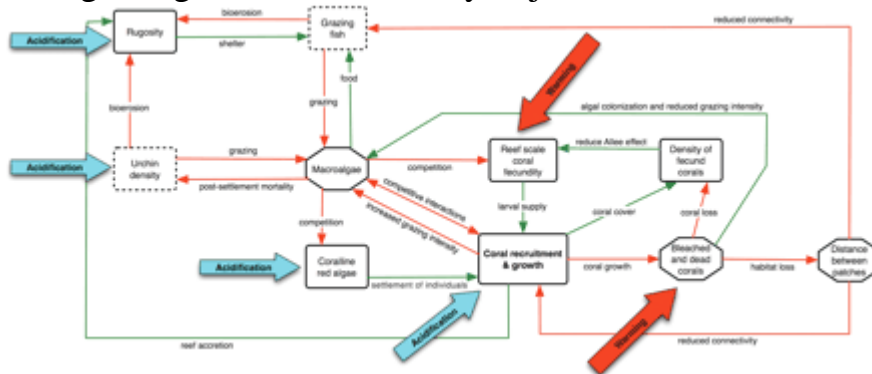 bioerosion
Grazing
fish
reduced connectivity
Acidification
Rugosity
shelter
food
Warming
bioerosion
grazing
algal colonization and reduced grazing intensity
Acidification
Urchin
density
grazing
post-settlement mortality
Macroalgae
competition
Reef scale
coral
fecundity
reduce Allee effect
Density of
fecund
corals
competition
competitive interactions
increased grazing intensity
larval supply
coral cover
coral loss
Acidification
Coralline
red algae
settlement of individuals
Coral recruitment
& growth
coral growth
Bleached
and dead
corals
habitat loss
Distance
between
patches
Acidification
Warming
reef accretion
reduced connectivity